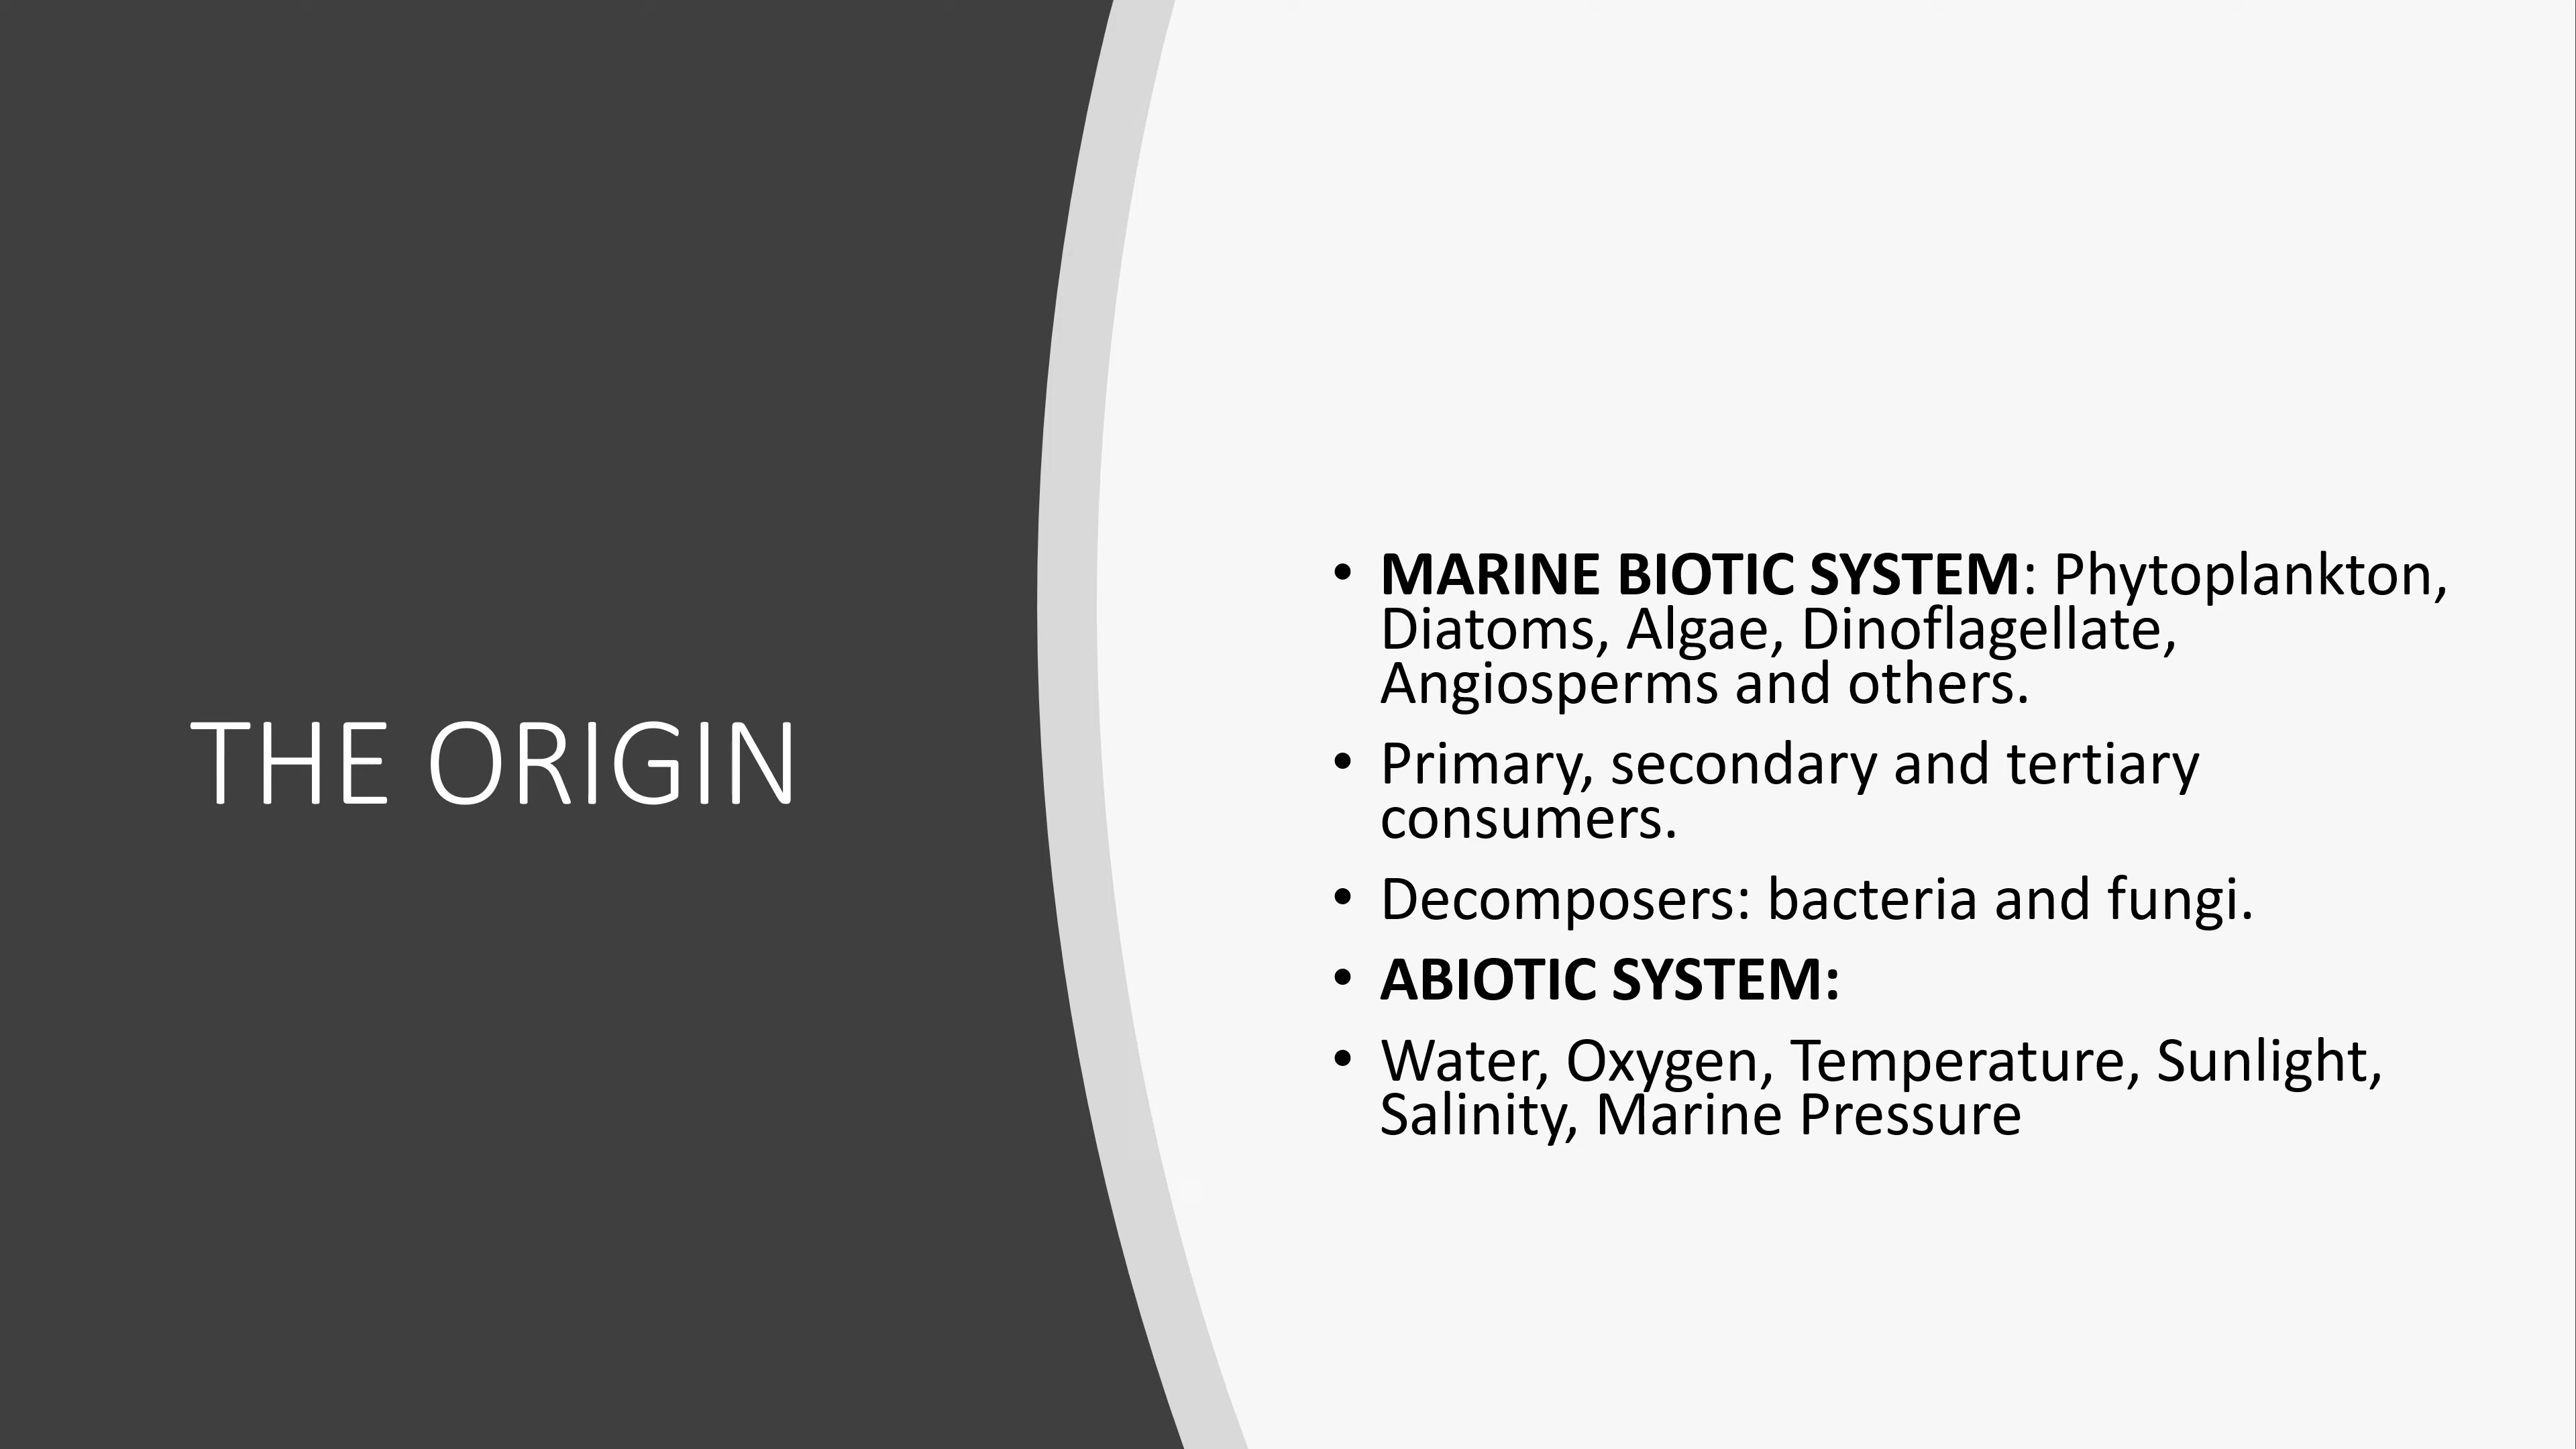 THE ORIGIN
• MARINE BIOTIC SYSTEM: Phytoplankton,
Diatoms, Algae, Dinoflagellate,
Angiosperms and others.
• Primary, secondary and tertiary
consumers.
• Decomposers: bacteria and fungi.
• ABIOTIC SYSTEM:
• Water, Oxygen, Temperature, Sunlight,
Salinity, Marine Pressure